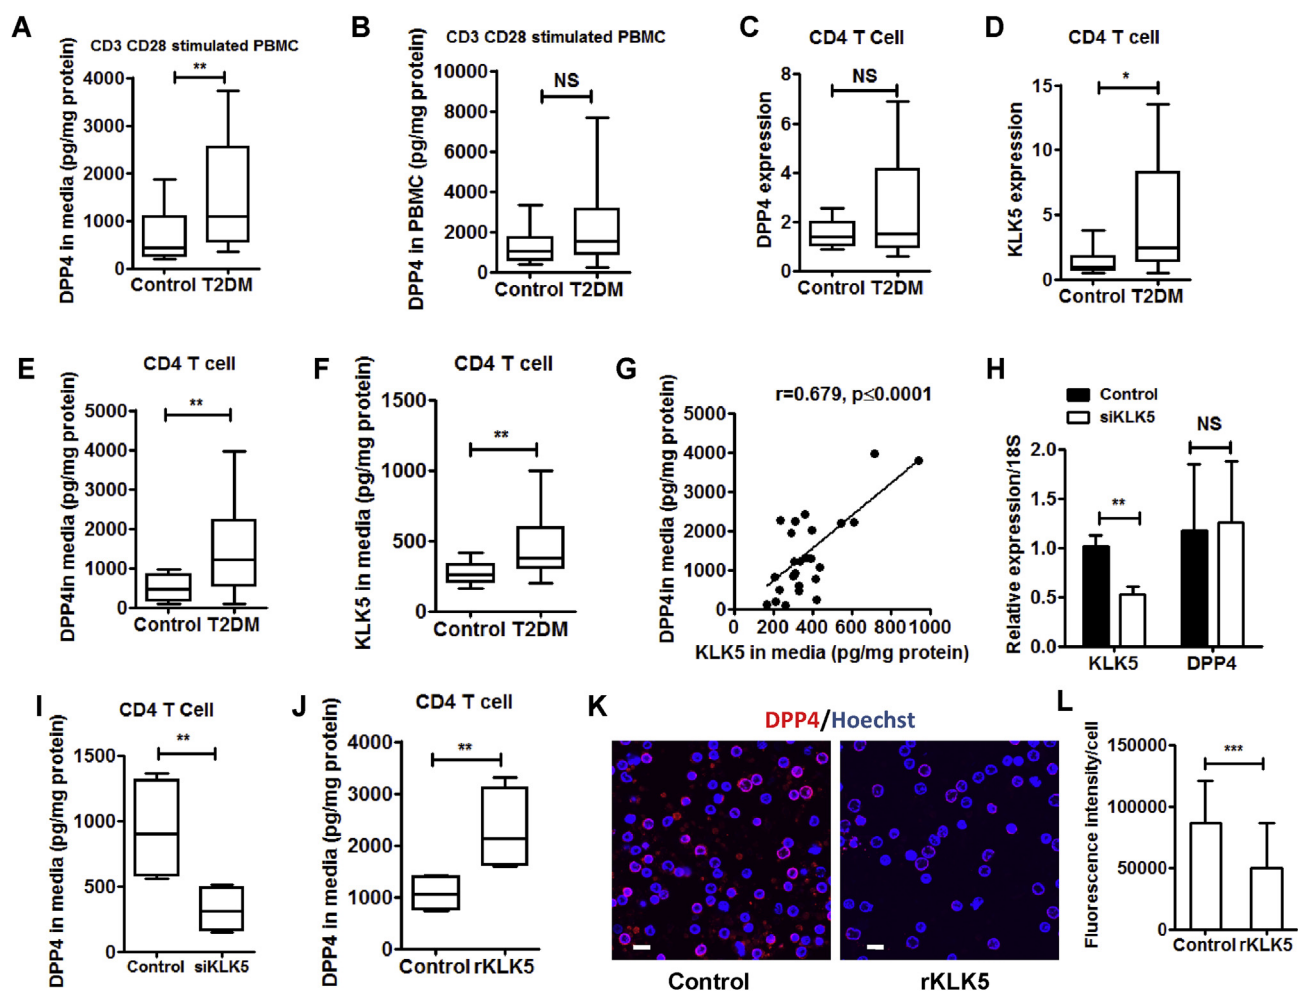 A
CD3 CD28 stimulated PBMC
DPP4 in media (pg/mg protein)
4000
3000
2000
1000
0
**
Control T2DM
B
CD3 CD28 stimulated PBMC
DPP4 in PBMC (pg/mg protein)
10000
8000
6000
4000
2000
0
NS
Control T2DM
C
CD4 T Cell
DPP4 expression
8
6
4
2
0
NS
Control T2DM
D
CD4 T cell
KLK5 expression
15
10
5
0
*
Control T2DM
E
CD4 T cell
DPP4in media (pg/mg protein)
5000
4000
3000
2000
1000
0
**
Control T2DM
F
CD4 T cell
KLK5 in media (pg/mg protein)
1500
1000
500
0
**
Control T2DM
G
r=0.679, p≤0.0001
DPP4in media (pg/mg protein)
5000
4000
3000
2000
1000
0
0 200 400 600 800 1000
KLK5 in media (pg/mg protein)
H
Control
siKLK5
Relative expression/18S
2.0
1.5
1.0
0.5
0.0
**
NS
KLK5 DPP4
I
CD4 T Cell
DPP4 in media (pg/mg protein)
1500
1000
500
0
**
Control siKLK5
J
CD4 T cell
DPP4 in media (pg/mg protein)
4000
3000
2000
1000
0
**
Control rKLK5
K
DPP4/Hoechst
Control rKLK5
L
Fluorescence intensity/cell
150000
100000
50000
0
***
Control rKLK5